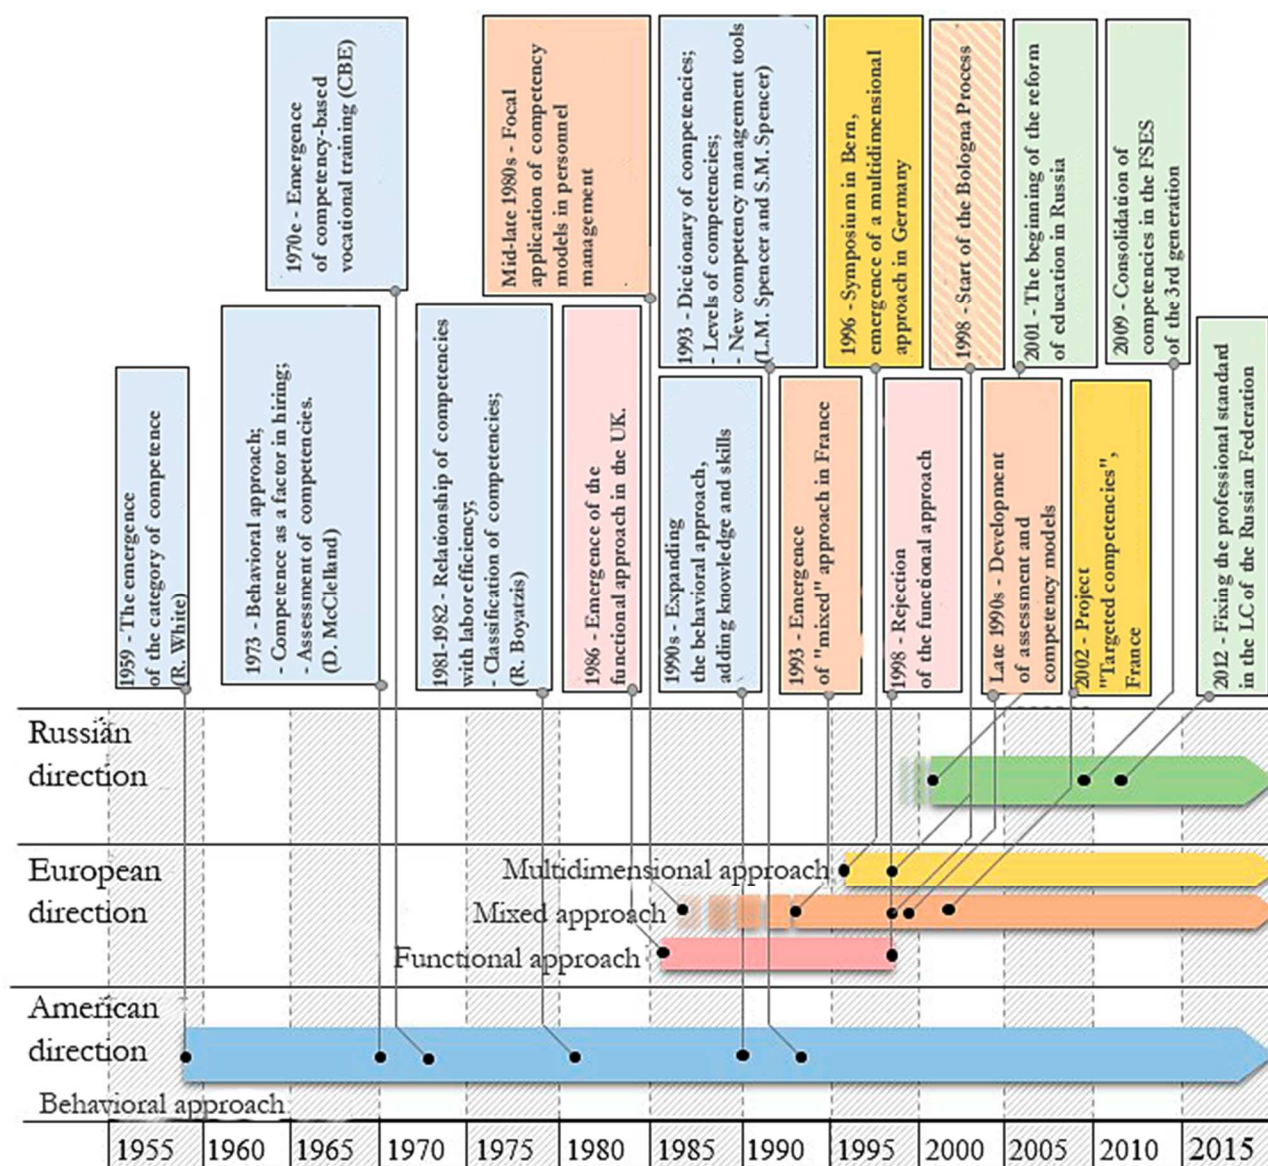 1970e - Emergence
of competency-based
vocational training (CBE)
Mid-late 1980s - Focal
application of competency
models in personnel
management
1993 - Dictionary of competencies;
- Levels of competencies;
- New competency management tools
(L.M. Spencer and S.M. Spencer)
1996 - Symposium in Bern,
emergence of a multidimensional
approach in Germany
1998 - Start of the Bologna Process
2001 - The beginning of the reform
of education in Russia
2009 - Consolidation of
competencies in the FSES
of the 3rd generation
1959 - The emergence
of the category of competence
(R. White)
1973 - Behavioral approach;
- Competence as a factor in hiring;
- Assessment of competencies.
(D. McClelland)
1981-1982 - Relationship of competencies
with labor efficiency;
- Classification of competencies;
(R. Boyatzis)
1986 - Emergence of the
functional approach in the UK.
1990s - Expanding
the behavioral approach,
adding knowledge and skills
1993 - Emergence
of "mixed" approach in France
1998 - Rejection
of the functional approach
Late 1990s - Development
of assessment and
competency models
2002 - Project
"Targeted competencies",
France
2012 - Fixing the professional standard
in the LC of the Russian Federation
Russian
direction
European
direction
Multidimensional approach
Mixed approach
Functional approach
American
direction
Behavioral approach
1955 1960 1965 1970 1975 1980 1985 1990 1995 2000 2005 2010 2015